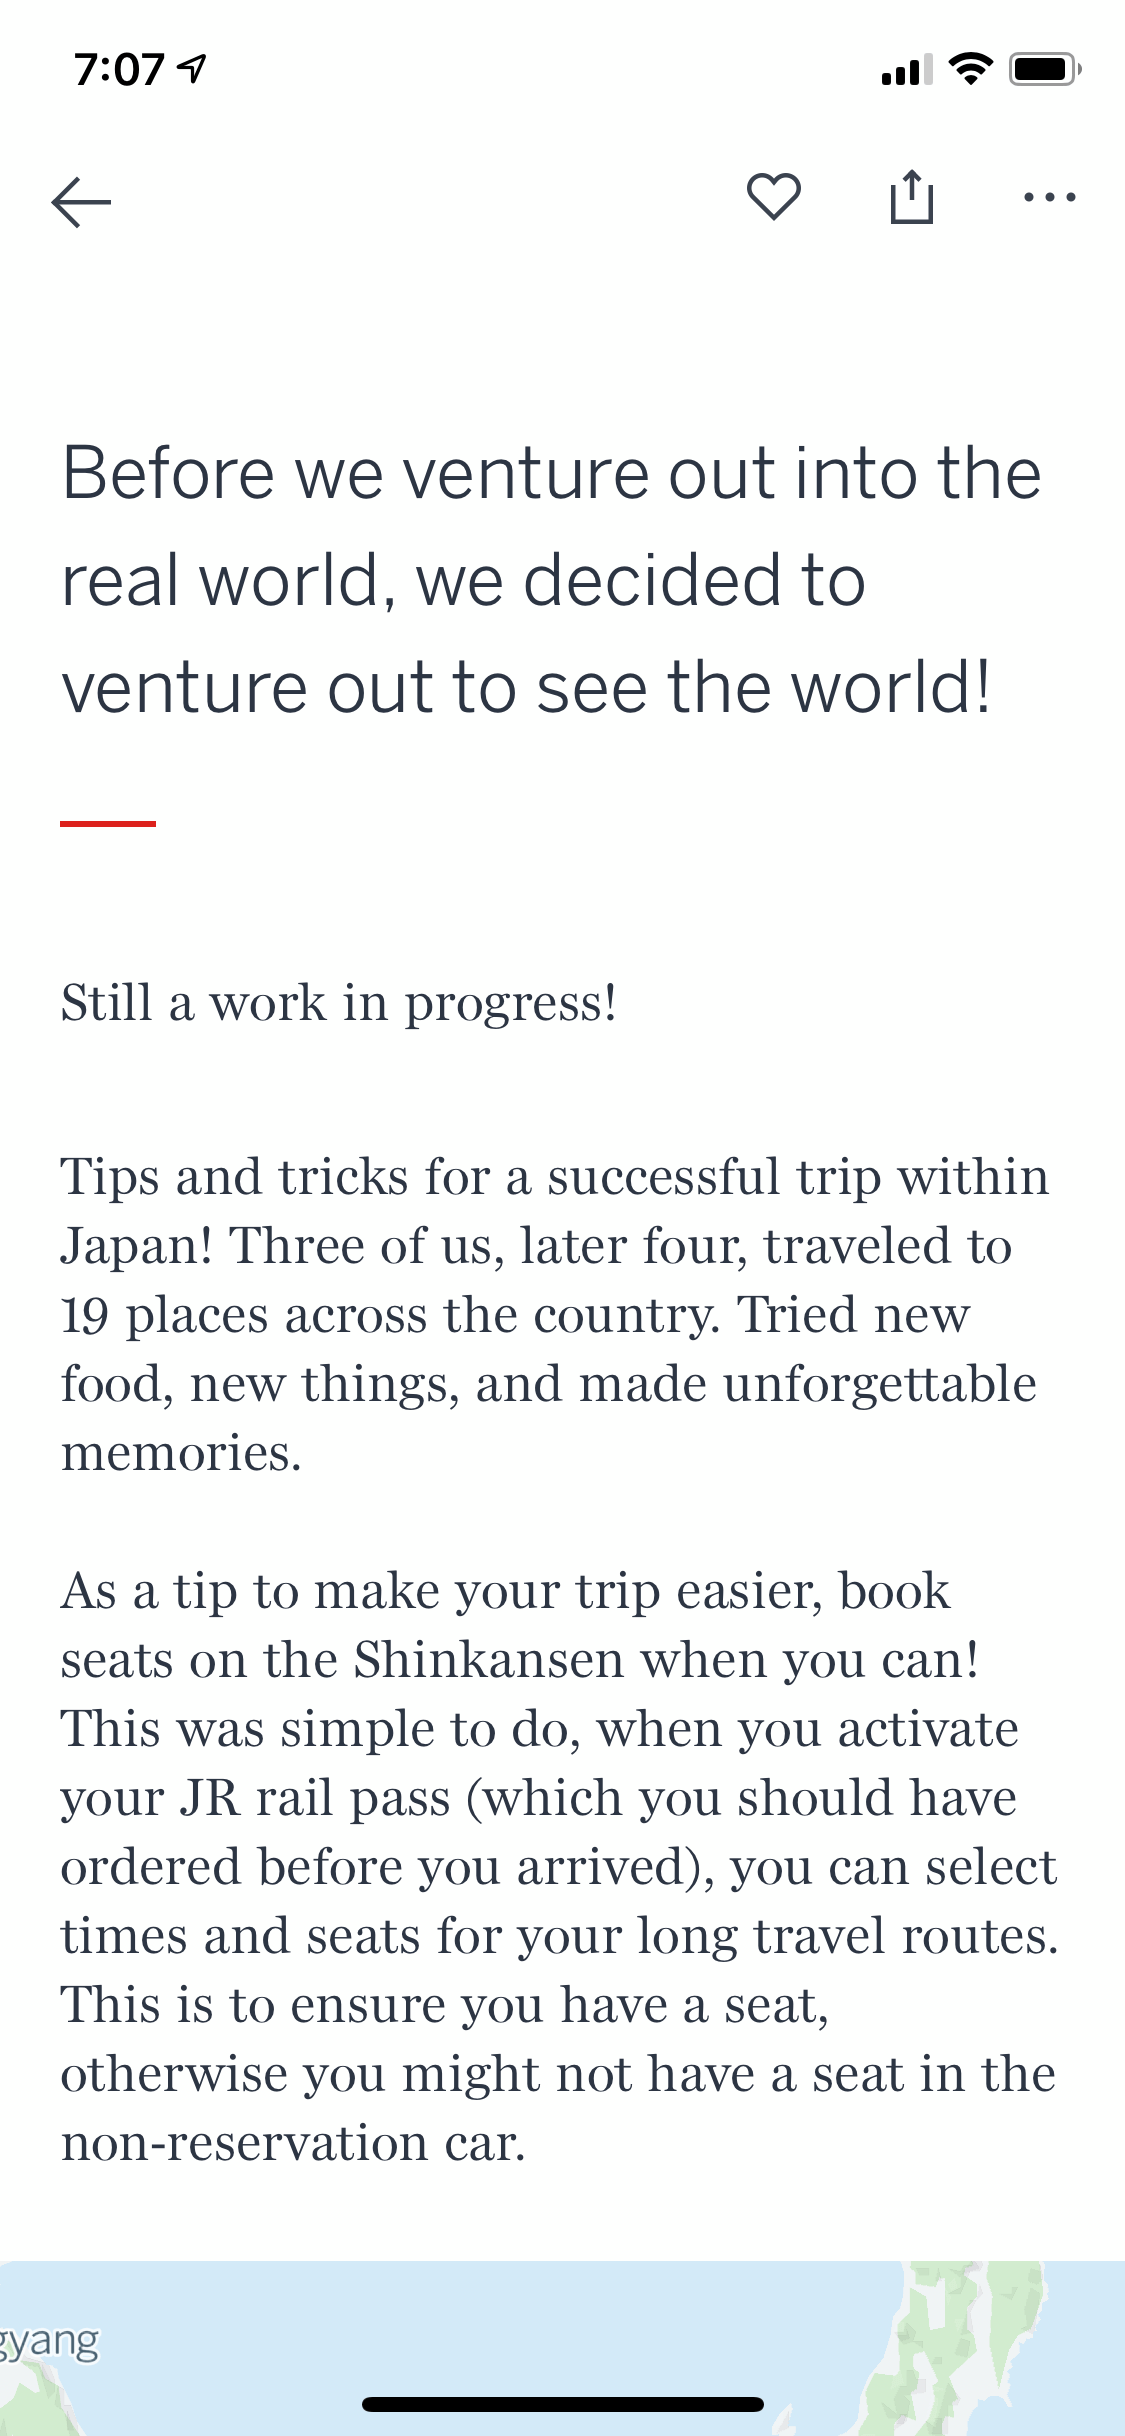 7:07
Before we venture out into the
real world, we decided to
venture out to see the world!
Still a work in progress!
Tips and tricks for a successful trip within
Japan! Three of us, later four, traveled to
19 places across the country. Tried new
food, new things, and made unforgettable
memories.
As a tip to make your trip easier, book
seats on the Shinkansen when you can!
This was simple to do, when you activate
your JR rail pass (which you should have
ordered before you arrived), you can select
times and seats for your long travel routes.
This is to ensure you have a seat,
otherwise you might not have a seat in the
non-reservation car.
gyang